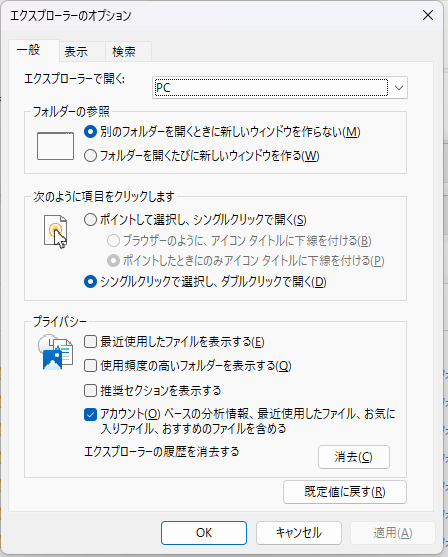 エクスプローラーのオプション
一般 表示 検索
エクスプローラーで開く: PC
フォルダーの参照
別のフォルダーを開くときに新しいウィンドウを作らない(M)
フォルダーを開くたびに新しいウィンドウを作る(W)
次のように項目をクリックします
ポイントして選択し、シングルクリックで開く(S)
ブラウザーのように、アイコン タイトルに下線を付ける(B)
ポイントしたときにのみアイコン タイトルに下線を付ける(P)
シングルクリックで選択し、ダブルクリックで開く(D)
プライバシー
最近使用したファイルを表示する(F)
使用頻度の高いフォルダーを表示する(Q)
推奨セクションを表示する
アカウント(O) ベースの分析情報、最近使用したファイル、お気に
入りファイル、おすすめのファイルを含める
エクスプローラーの履歴を消去する 消去(C)
既定値に戻す(R)
OK キャンセル 適用(A)